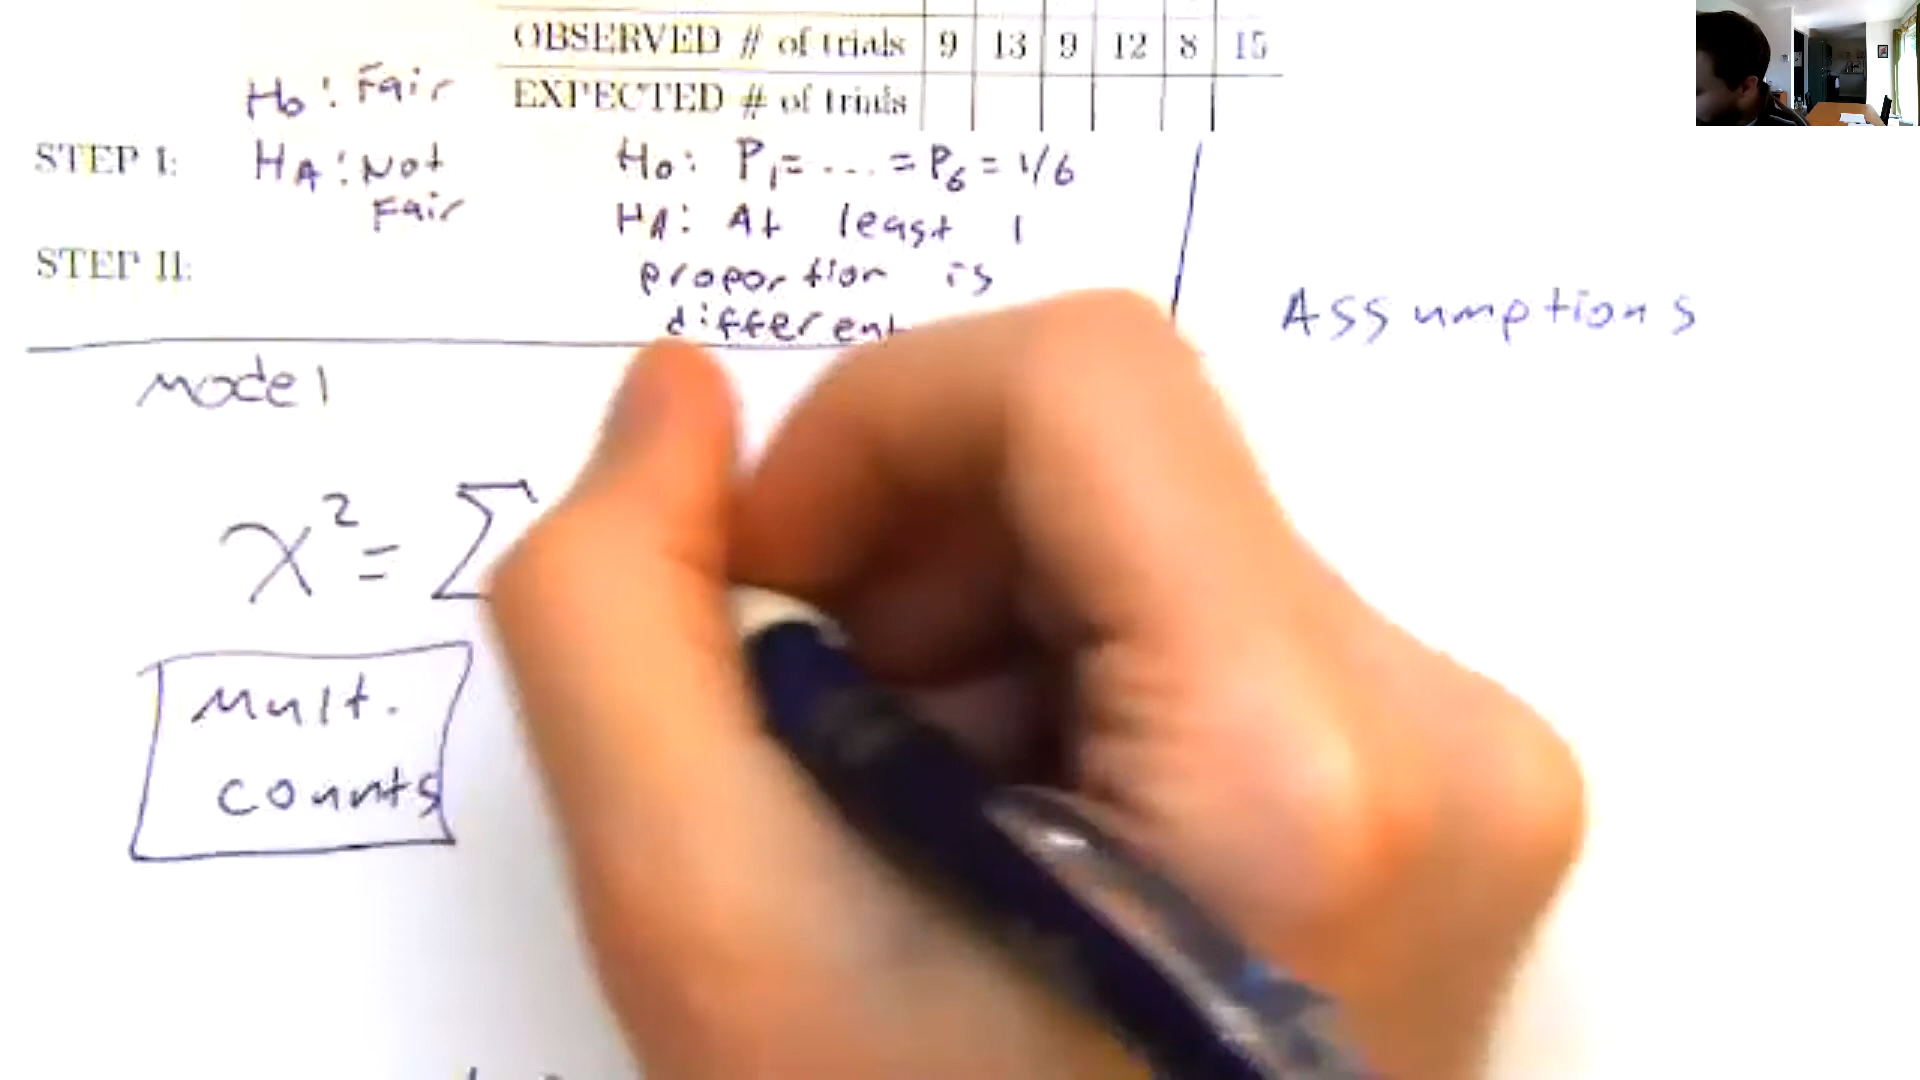 OBSERVED # of trials 9 13 9 12 8 15
EXPECTED # of trials
H0: Fair
STEP I: HA: Not Fair
H0: P1= ... = P6 = 1/6
HA: At least 1
proportion is
different
STEP II:
Assumptions
Model
χ²= Σ
Mult.
counts